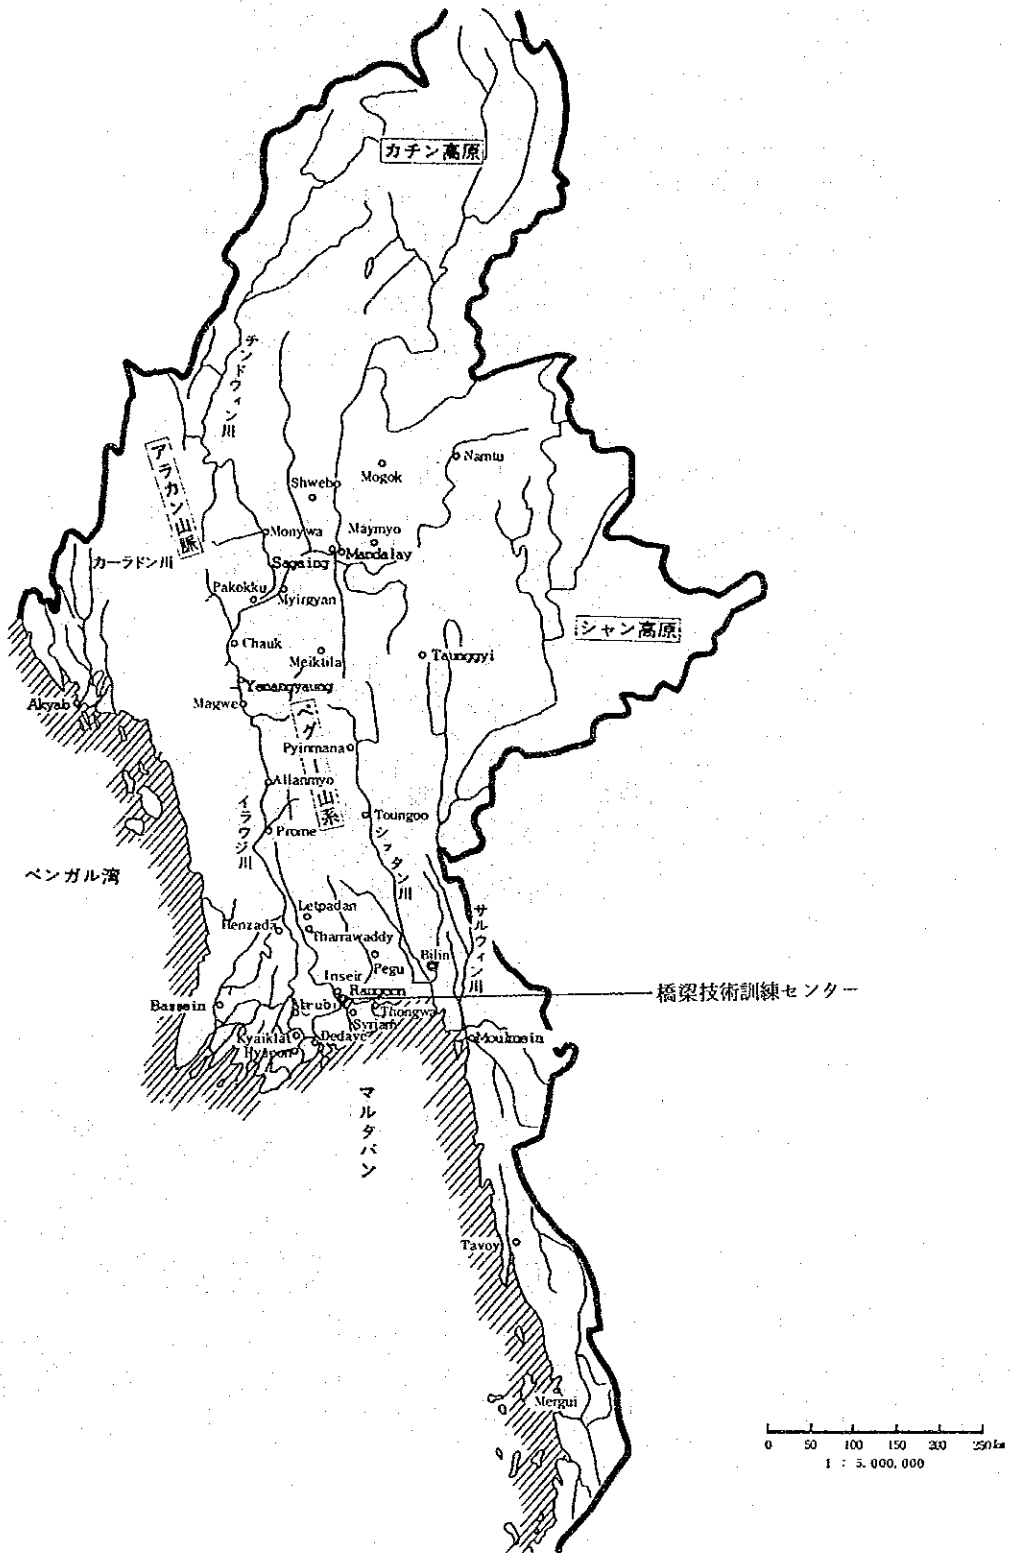 カチン高原
チンドウィン川
アラカン山脈
Namtu
Mogok
Shwebo
Monywa
Maymyo
Mandalay
Sagaing
カーラドン川
Pakokku
Myirgyan
シャン高原
Chauk
Meiktila
Taunggyi
Yenangyaung
Magwe
Akyab
ペグー山系
Pyinmana
Allanmyo
イラワジ川
Prome
Toungoo
シッタン川
ベンガル湾
サルウィン川
Letpadan
Henzada
Tharrawaddy
Bilin
Pegu
Insein
Rangoon
橋梁技術訓練センター
Bassein
Thongwa
Syriam
Kyaiklat
Dedaye
Moulmein
マルタバン
Tavoy
Mergui
0 50 100 150 200 250km
1 : 5,000,000